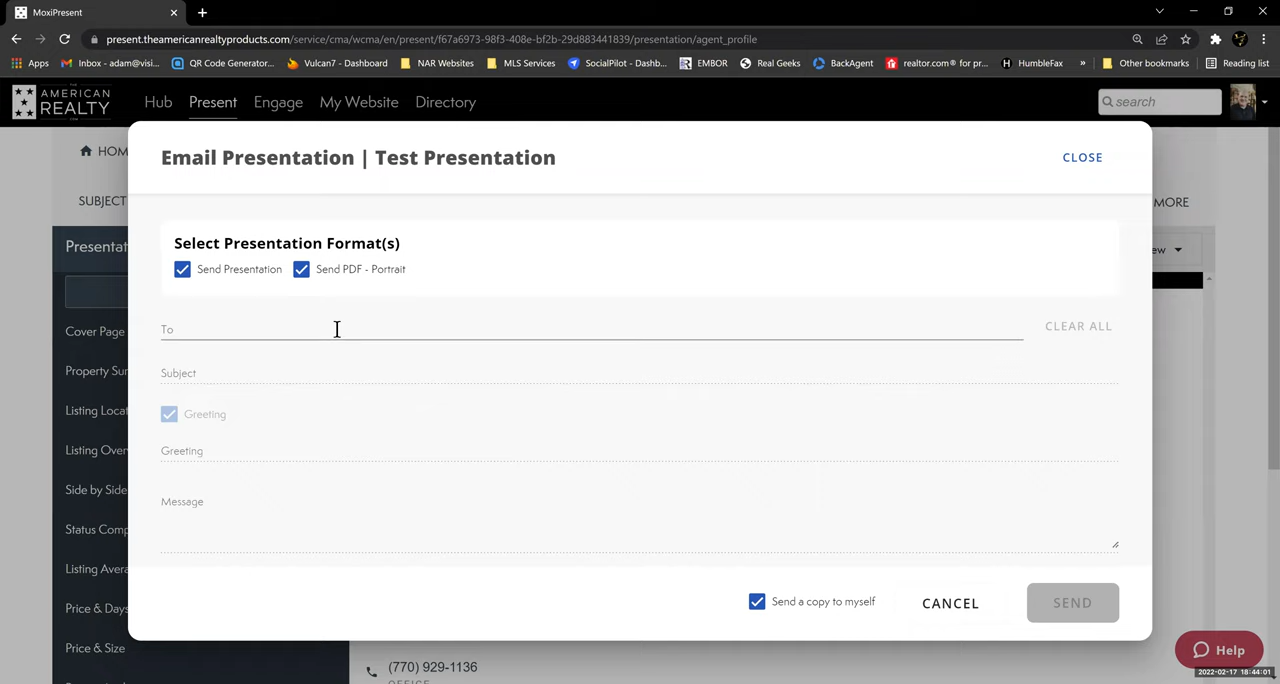 MoxiPresent
present.theamericanrealtyproducts.com/service/cma/wcma/en/present/f67a6973-98f3-408e-bf2b-29d883441839/presentation/agent_profile
Apps Inbox - adam@visi... QR Code Generator... Vulcan7 - Dashboard NAR Websites MLS Services SocialPilot - Dashb... EMBOR Real Geeks BackAgent realtor.com® for pr... HumbleFax » Other bookmarks Reading list
AMERICAN
REALTY
Hub Present Engage My Website Directory search
HOM
Email Presentation | Test Presentation CLOSE
SUBJECT MORE
Presentat
Select Presentation Format(s)
ew
Send Presentation Send PDF - Portrait
Cover Page
To CLEAR ALL
Property Sur
Subject
Listing Locat
Greeting
Listing Over
Greeting
Side by Side
Message
Status Comp
Listing Avera
Price & Days
Send a copy to myself CANCEL SEND
Price & Size
Help
(770) 929-1136
2022-02-17 18:44:01